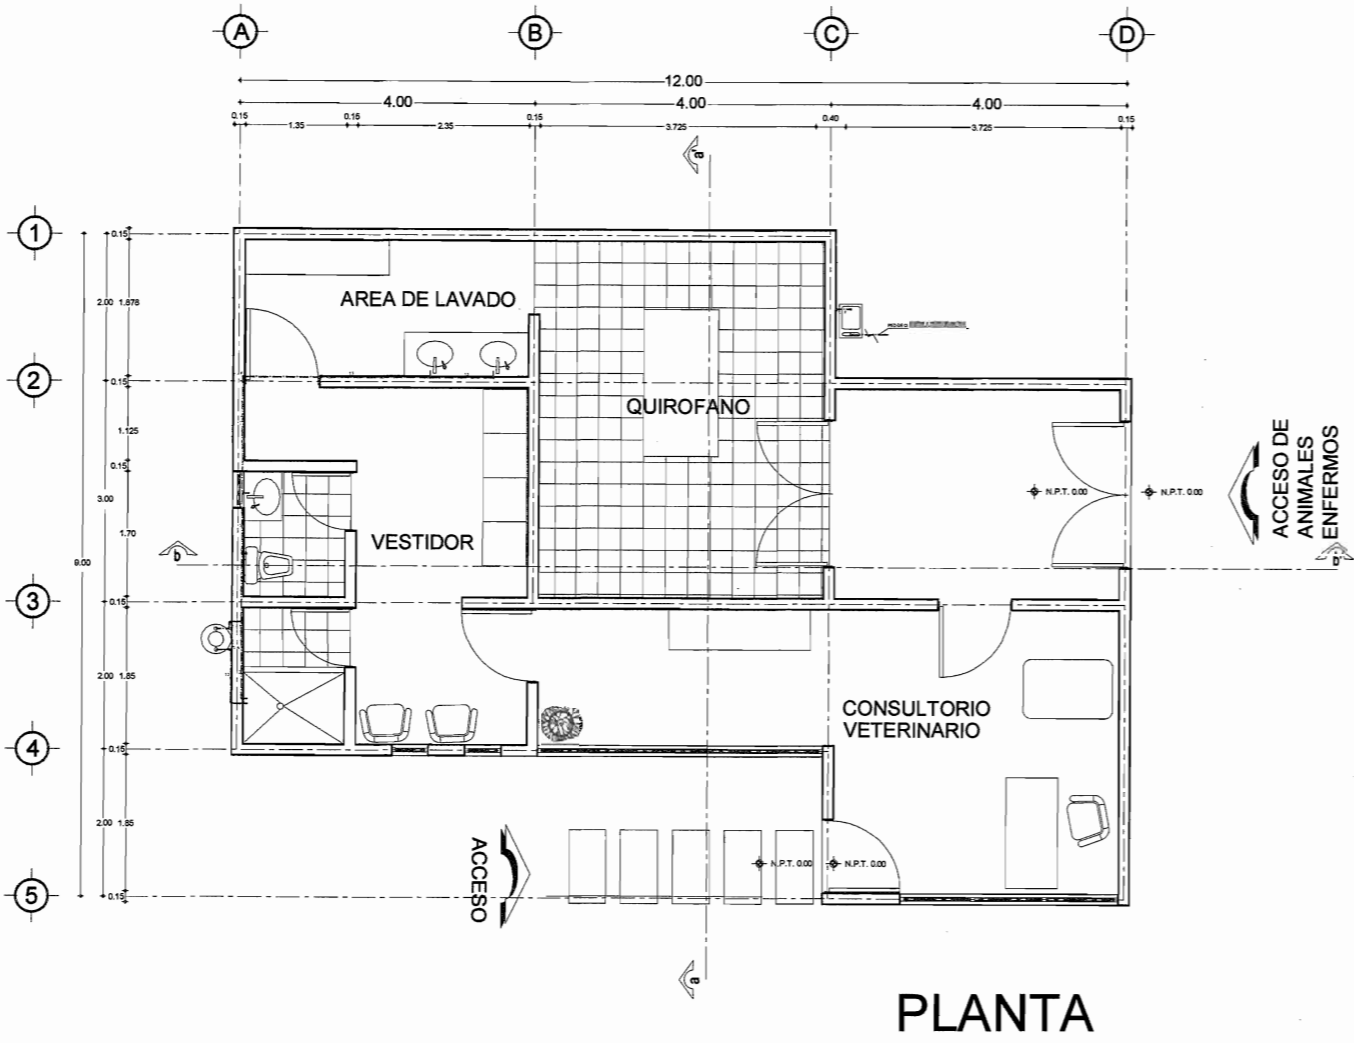 A B C D
12.00
4.00 4.00 4.00
0.15 1.35 0.15 2.35 0.15 3.725 0.40 3.725 0.15
a'
1
0.15
AREA DE LAVADO
2.00 1.878
2
0.15
QUIROFANO
1.125
0.15
ACCESO DE
ANIMALES
ENFERMOS
N.P.T. 0.00
N.P.T. 0.00
3.00
1.70
VESTIDOR
b
b'
9.00
3
0.15
2.00 1.85
CONSULTORIO
VETERINARIO
4
0.15
2.00 1.85
ACCESO
N.P.T. 0.00
N.P.T. 0.00
5
0.15
a
PLANTA